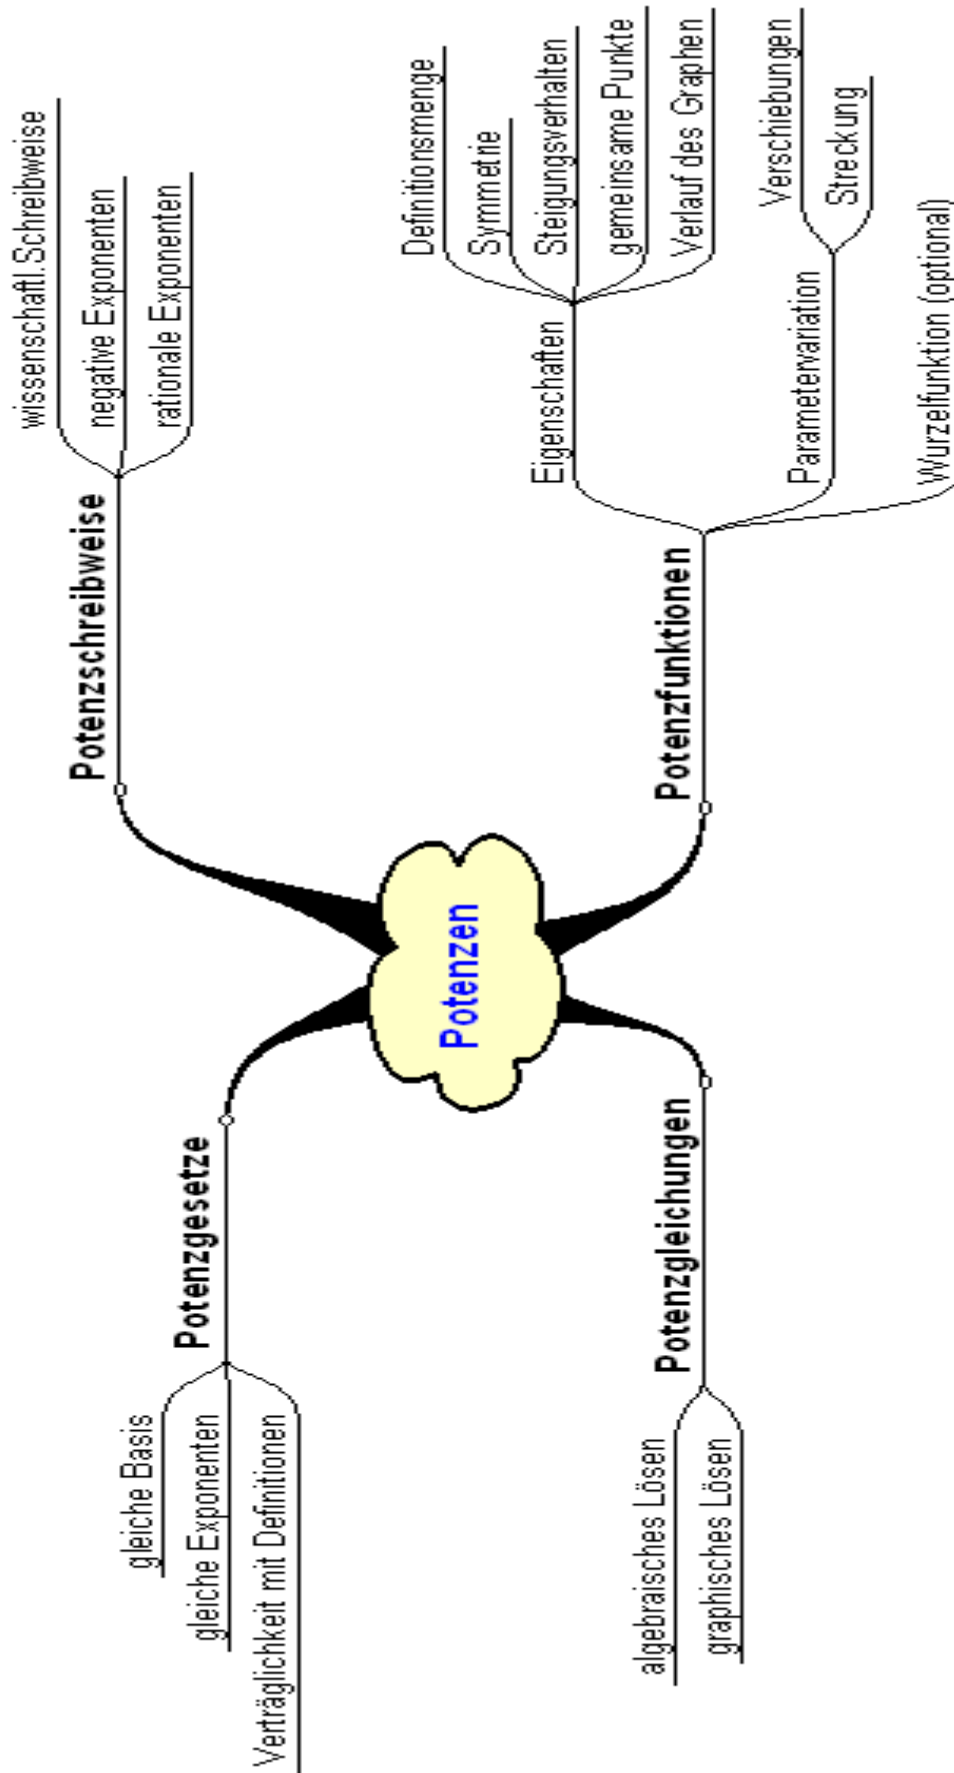 Potenzen
Potenzschreibweise
wissenschaftl.Schreibweise
negative Exponenten
rationale Exponenten
Potenzfunktionen
Eigenschaften
Definitionsmenge
Symmetrie
Steigungsverhalten
gemeinsame Punkte
Verlauf des Graphen
Parametervariation
Verschiebungen
Streckung
Wurzelfunktion (optional)
Potenzgesetze
gleiche Basis
gleiche Exponenten
Verträglichkeit mit Definitionen
Potenzgleichungen
algebraisches Lösen
graphisches Lösen